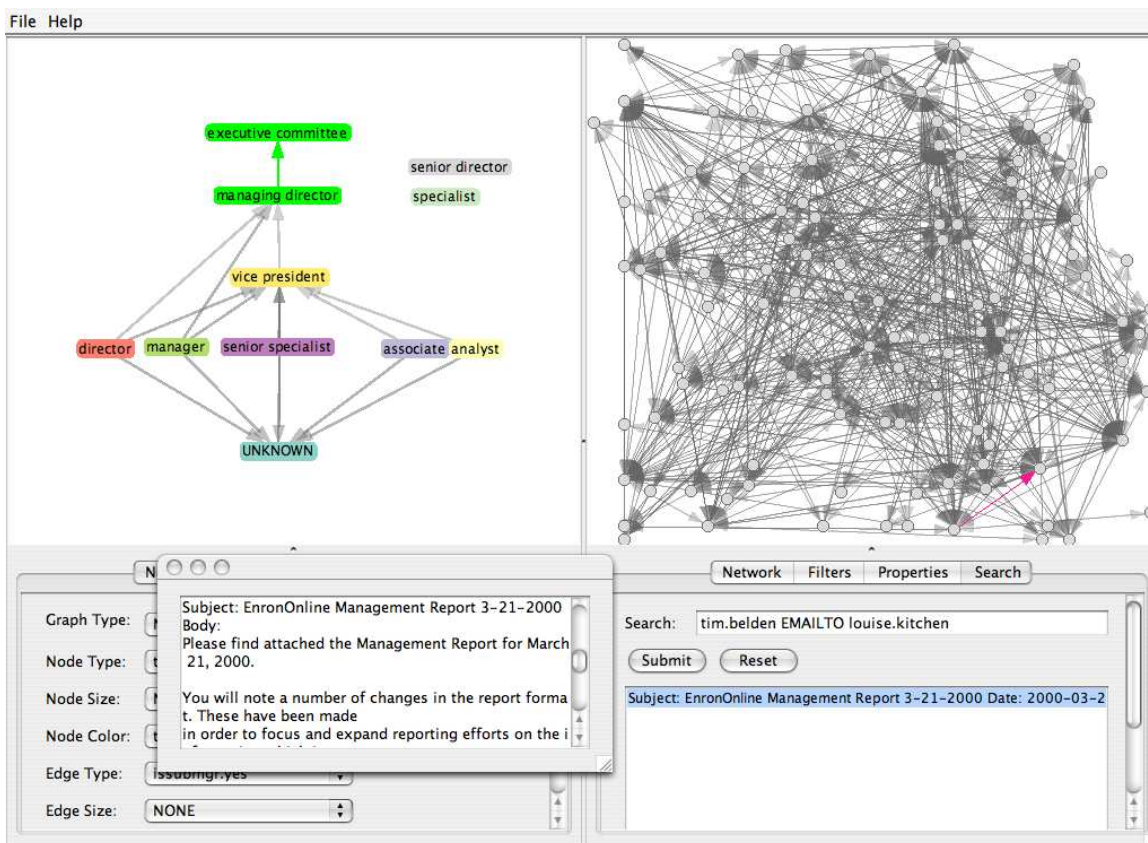 File Help
executive committee
senior director
managing director
specialist
vice president
director
manager
senior specialist
associate
analyst
UNKNOWN
N
Subject: EnronOnline Management Report 3-21-2000
Body:
Please find attached the Management Report for March
21, 2000.
You will note a number of changes in the report forma
t. These have been made
in order to focus and expand reporting efforts on the i
Graph Type:
Node Type:
Node Size:
Node Color:
Edge Type: issubmgr.yes
Edge Size: NONE
Network Filters Properties Search
Search: tim.belden EMAILTO louise.kitchen
Submit Reset
Subject: EnronOnline Management Report 3-21-2000 Date: 2000-03-2